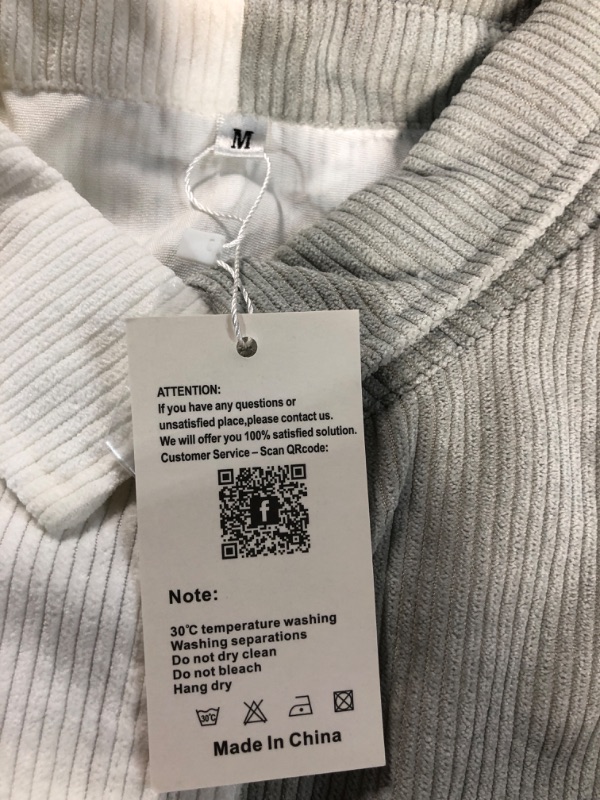 M
ATTENTION:
If you have any questions or
unsatisfied place,please contact us.
We will offer you 100% satisfied solution.
Customer Service – Scan QRcode:
f
Note:
30℃ temperature washing
Washing separations
Do not dry clean
Do not bleach
Hang dry
30℃
Made In China